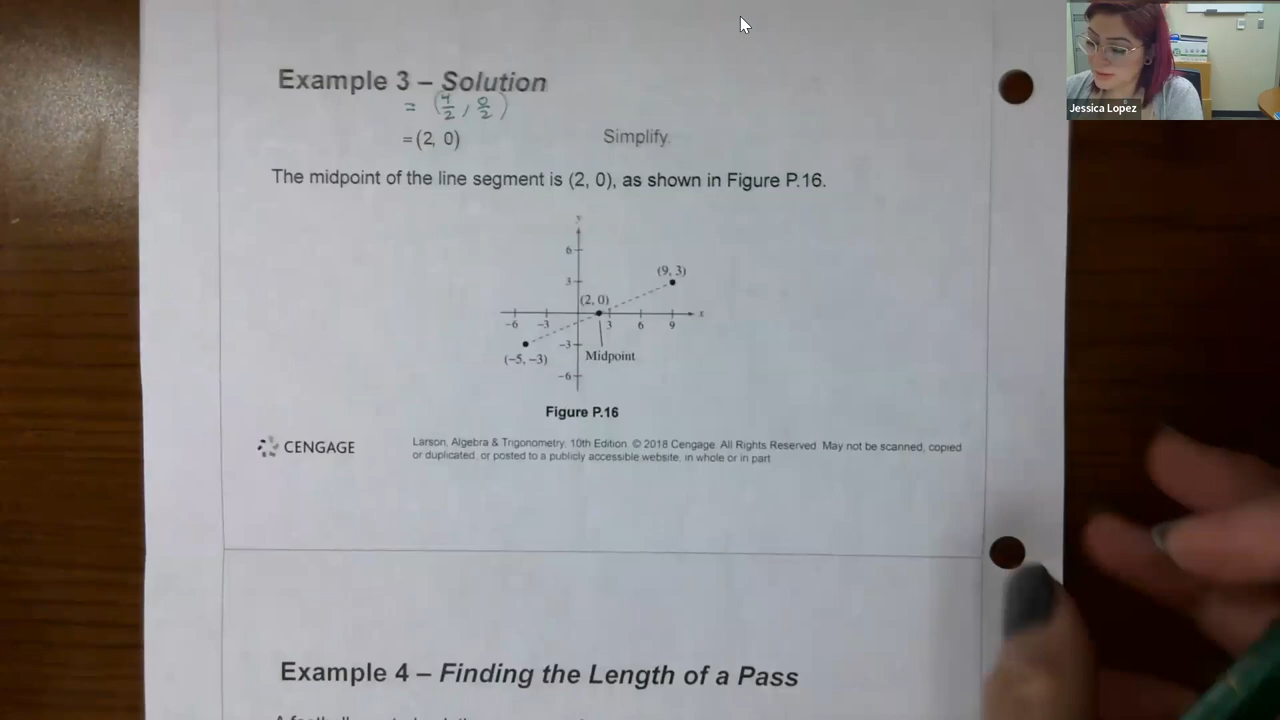 Jessica Lopez
Example 3 – Solution
= (4/2, 0/2)
= (2, 0) Simplify.
The midpoint of the line segment is (2, 0), as shown in Figure P.16.
y
6
(9, 3)
3
(2, 0)
x
−6 −3 3 6 9
−3
(−5, −3) Midpoint
−6
Figure P.16
CENGAGE
Larson, Algebra & Trigonometry, 10th Edition. © 2018 Cengage. All Rights Reserved. May not be scanned, copied
or duplicated, or posted to a publicly accessible website, in whole or in part
Example 4 – Finding the Length of a Pass
A football